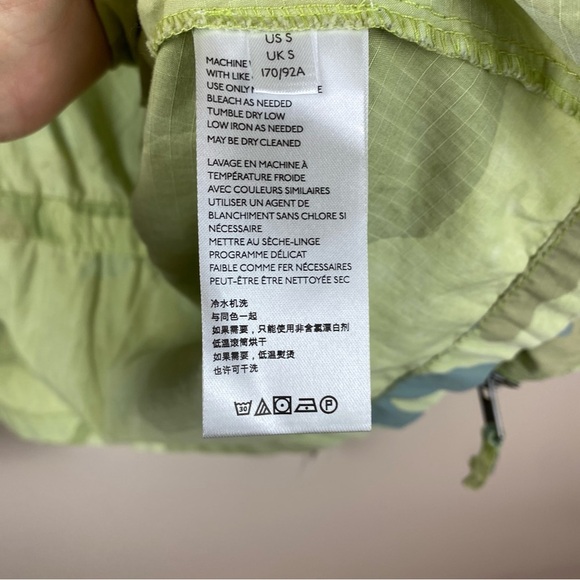 US S
UK S
170/92A
MACHINE
WITH LIKE
USE ONLY
BLEACH AS NEEDED
TUMBLE DRY LOW
LOW IRON AS NEEDED
MAY BE DRY CLEANED
LAVAGE EN MACHINE À
TEMPÉRATURE FROIDE
AVEC COULEURS SIMILAIRES
UTILISER UN AGENT DE
BLANCHIMENT SANS CHLORE SI
NÉCESSAIRE
METTRE AU SÈCHE-LINGE
PROGRAMME DÉLICAT
FAIBLE COMME FER NÉCESSAIRES
PEUT-ÊTRE ÊTRE NETTOYÉE SEC
冷水机洗
与同色一起
如果需要，只能使用非含氯漂白剂
低温滚筒烘干
如果需要，低温熨烫
也许可干洗
30 P